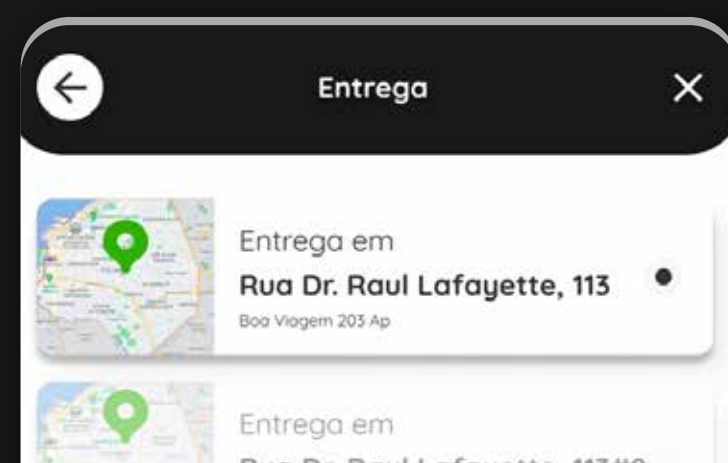 Entrega
Entrega em
Rua Dr. Raul Lafayette, 113
Boa Viagem 203 Ap
Entrega em